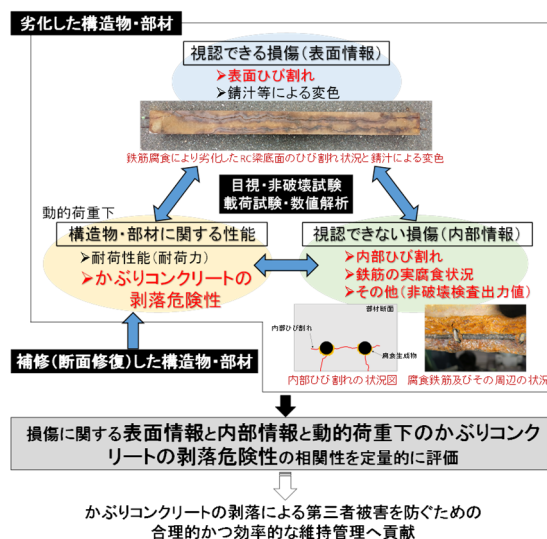 劣化した構造物・部材
視認できる損傷(表面情報)
➢表面ひび割れ
➢錆汁等による変色
鉄筋腐食により劣化したRC梁底面のひび割れ状況と錆汁による変色
目視・非破壊試験
載荷試験・数値解析
動的荷重下
構造物・部材に関する性能
➢耐荷性能(耐荷力)
➢かぶりコンクリートの
剥落危険性
視認できない損傷(内部情報)
➢内部ひび割れ
➢鉄筋の実腐食状況
➢その他(非破壊検査出力値)
部材断面
内部ひび割れ
腐食生成物
内部ひび割れの状況図
腐食鉄筋及びその周辺の状況
補修(断面修復)した構造物・部材
損傷に関する表面情報と内部情報と動的荷重下のかぶりコンク
リートの剥落危険性の相関性を定量的に評価
かぶりコンクリートの剥落による第三者被害を防ぐための
合理的かつ効率的な維持管理へ貢献